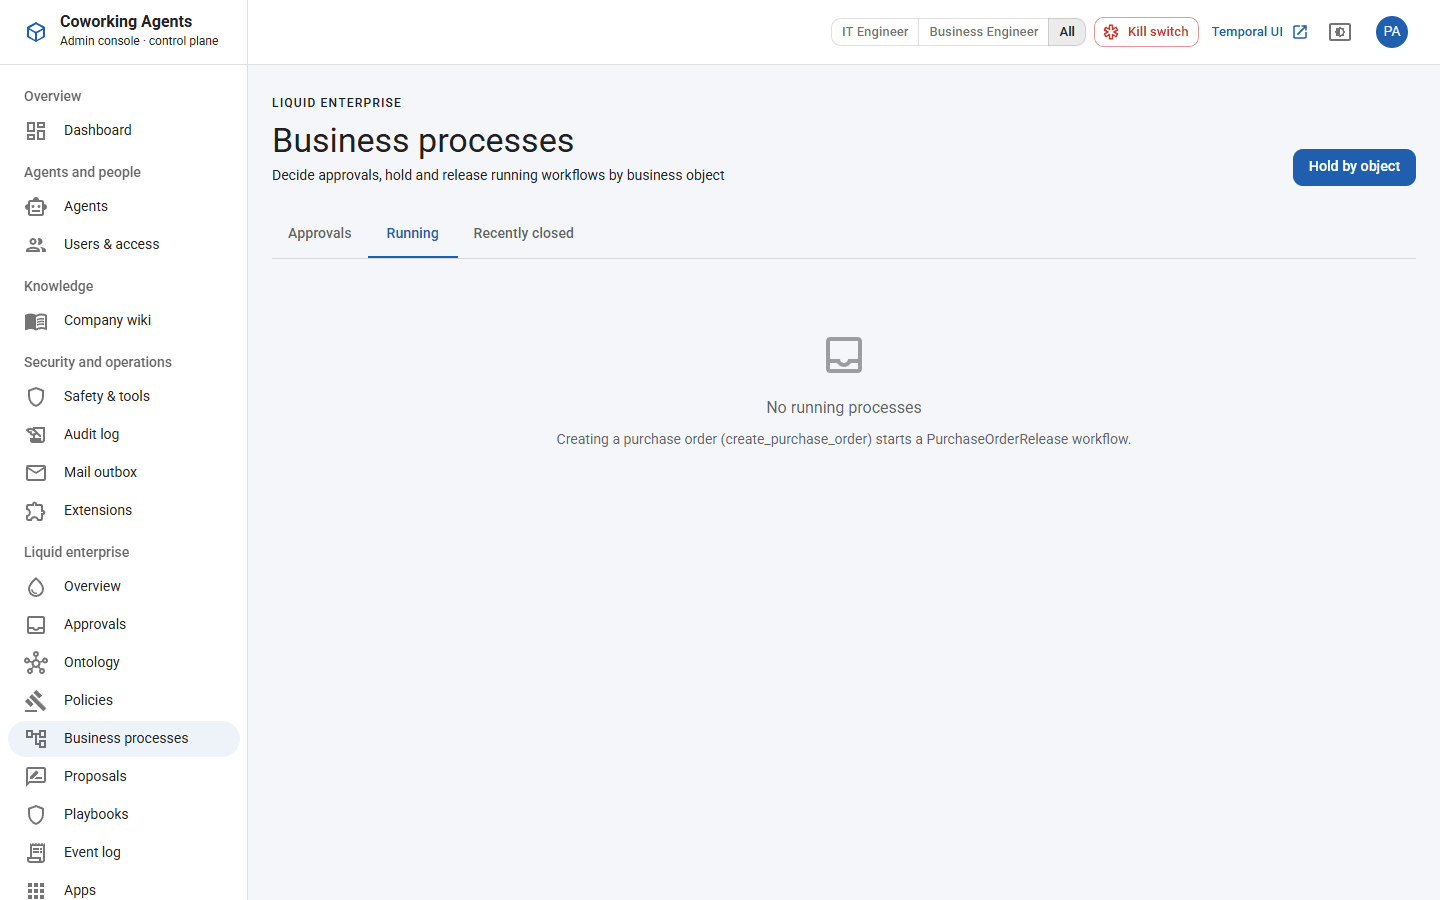 Coworking Agents
Admin console · control plane
IT Engineer
Business Engineer
All
Kill switch
Temporal UI
PA
Overview
Dashboard
Agents and people
Agents
Users & access
Knowledge
Company wiki
Security and operations
Safety & tools
Audit log
Mail outbox
Extensions
Liquid enterprise
Overview
Approvals
Ontology
Policies
Business processes
Proposals
Playbooks
Event log
Apps
LIQUID ENTERPRISE
Business processes
Decide approvals, hold and release running workflows by business object
Hold by object
Approvals
Running
Recently closed
No running processes
Creating a purchase order (create_purchase_order) starts a PurchaseOrderRelease workflow.